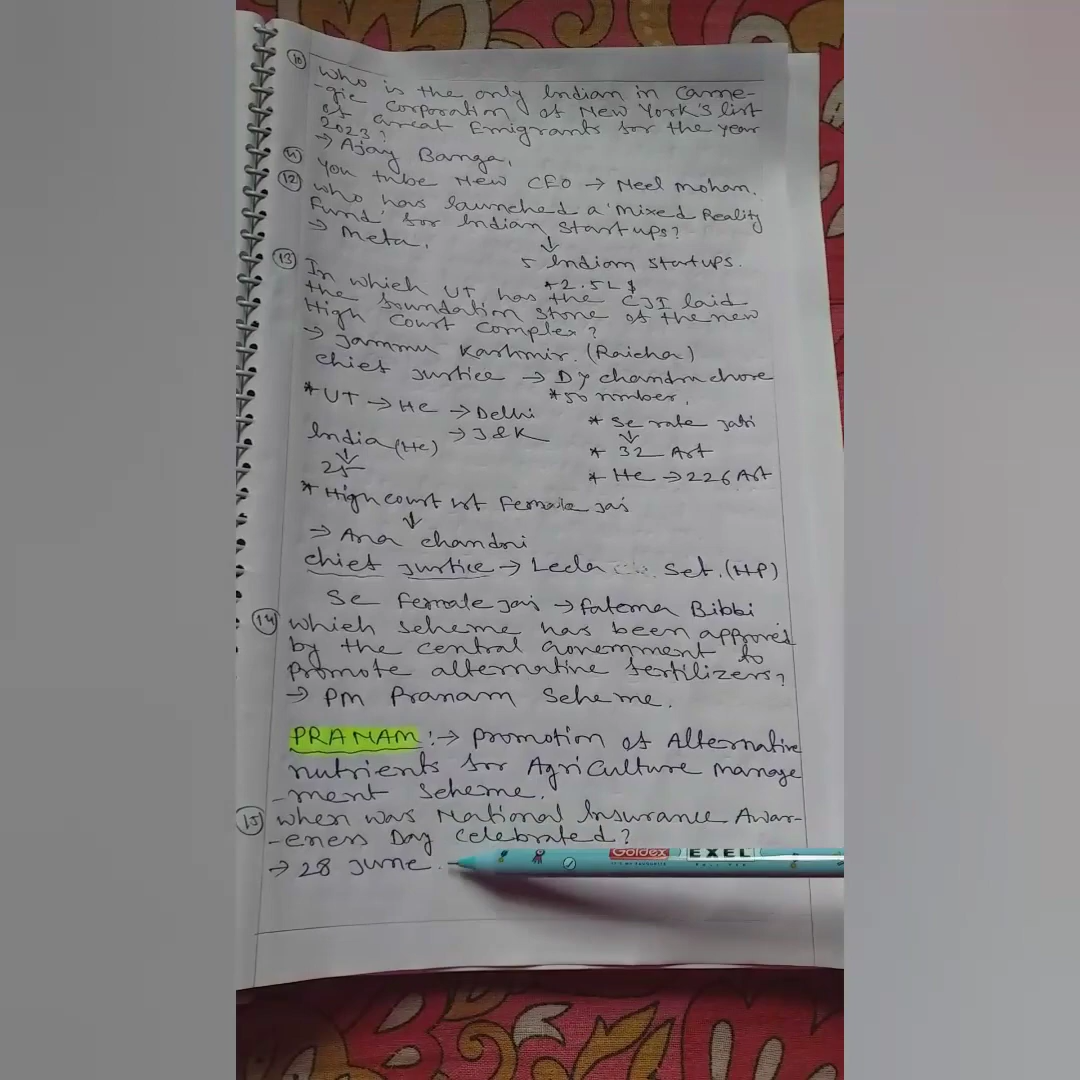 10 Who is the only Indian in Carne-
-gie Corporation of New York's list
of Great Emigrants for the year
2023?
→ Ajay Banga.
11 You tube New CEO → Neel Mohan.
12 Who has launched a 'Mixed Reality
Fund' for Indian Startups?
→ Meta. ↓
5 Indian startups.
* 2.5L $
13 In which UT has the CJI laid
the foundation stone of the new
High Court Complex?
→ Jammu Kashmir. (Raicha)
Chief Justice → Dy chandra chore
* 50 number.
* UT → Hc → Delhi
→ J&K
India (Hc)
↓
25
* Sc rate jari
↓
* 32 Art
* Hc → 226 Art
* High court 1st Female jas
↓
→ Ana chandri
Chief Justice → Leela Set. (HP)
Sc Female jas → Fatema Bibbi
14 Which scheme has been approved
by the Central Government to
Promote alternative fertilizers?
→ PM Pranam Scheme.
PRANAM :→ Promotion of Alternative
nutrients for Agriculture manage
-ment Scheme.
15 When was National Insurance Awar-
-eness Day celebrated?
→ 28 June.
Goldex EXEL